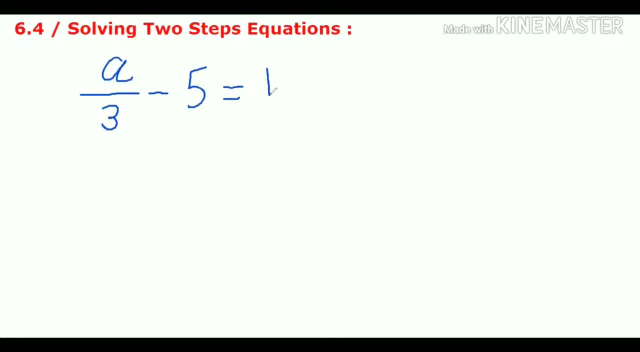 6.4 / Solving Two Steps Equations :
Made with KINEMASTER
a/3 - 5 = 1